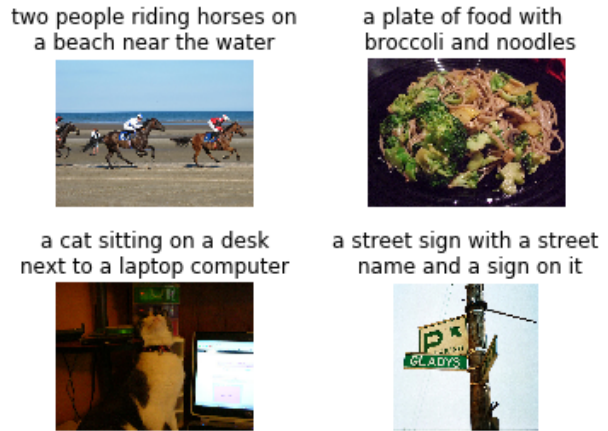 two people riding horses on
a beach near the water
a plate of food with
broccoli and noodles
a cat sitting on a desk
next to a laptop computer
a street sign with a street
name and a sign on it
P
GLADYS